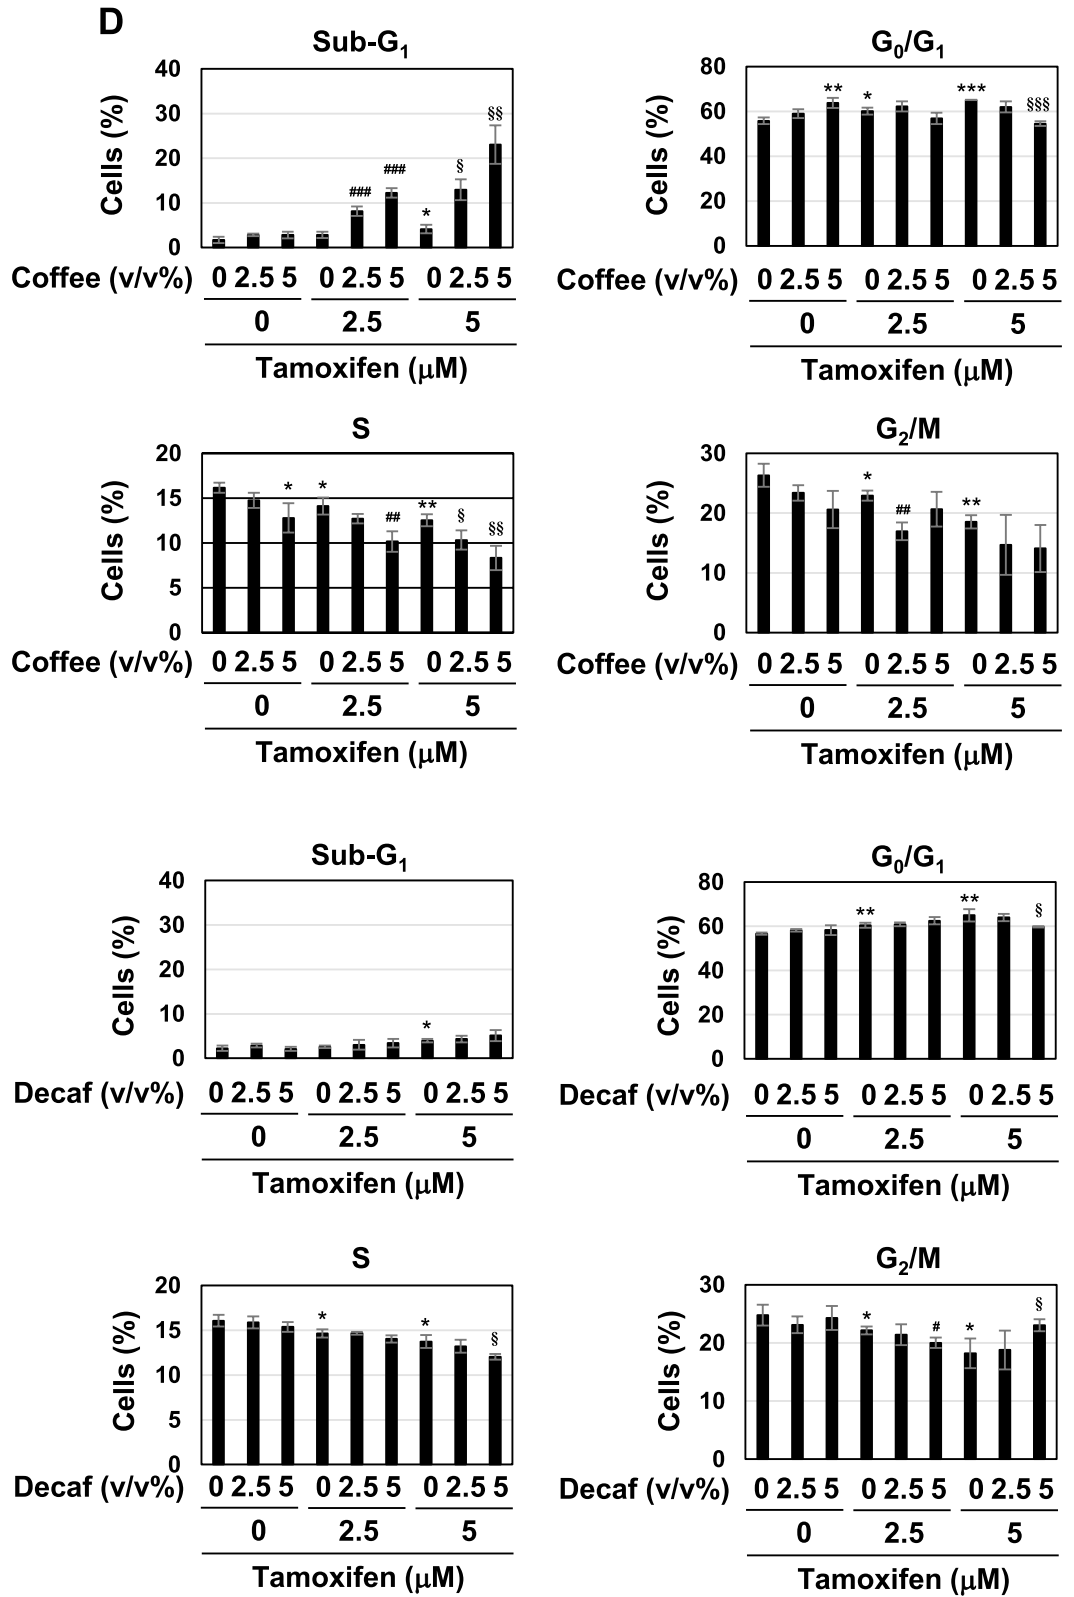 D
Sub-G1
40
30
20
10
0
Cells (%)
### ### * § §§
Coffee (v/v%) 0 2.5 5 0 2.5 5 0 2.5 5
0 2.5 5
Tamoxifen (μM)
G0/G1
80
60
40
20
0
Cells (%)
** * *** §§§
Coffee (v/v%) 0 2.5 5 0 2.5 5 0 2.5 5
0 2.5 5
Tamoxifen (μM)
S
20
15
10
5
0
Cells (%)
* * ## ** § §§
Coffee (v/v%) 0 2.5 5 0 2.5 5 0 2.5 5
0 2.5 5
Tamoxifen (μM)
G2/M
30
20
10
0
Cells (%)
* ## **
Coffee (v/v%) 0 2.5 5 0 2.5 5 0 2.5 5
0 2.5 5
Tamoxifen (μM)
Sub-G1
40
30
20
10
0
Cells (%)
*
Decaf (v/v%) 0 2.5 5 0 2.5 5 0 2.5 5
0 2.5 5
Tamoxifen (μM)
G0/G1
80
60
40
20
0
Cells (%)
** ** §
Decaf (v/v%) 0 2.5 5 0 2.5 5 0 2.5 5
0 2.5 5
Tamoxifen (μM)
S
20
15
10
5
0
Cells (%)
* * §
Decaf (v/v%) 0 2.5 5 0 2.5 5 0 2.5 5
0 2.5 5
Tamoxifen (μM)
G2/M
30
20
10
0
Cells (%)
* # * §
Decaf (v/v%) 0 2.5 5 0 2.5 5 0 2.5 5
0 2.5 5
Tamoxifen (μM)